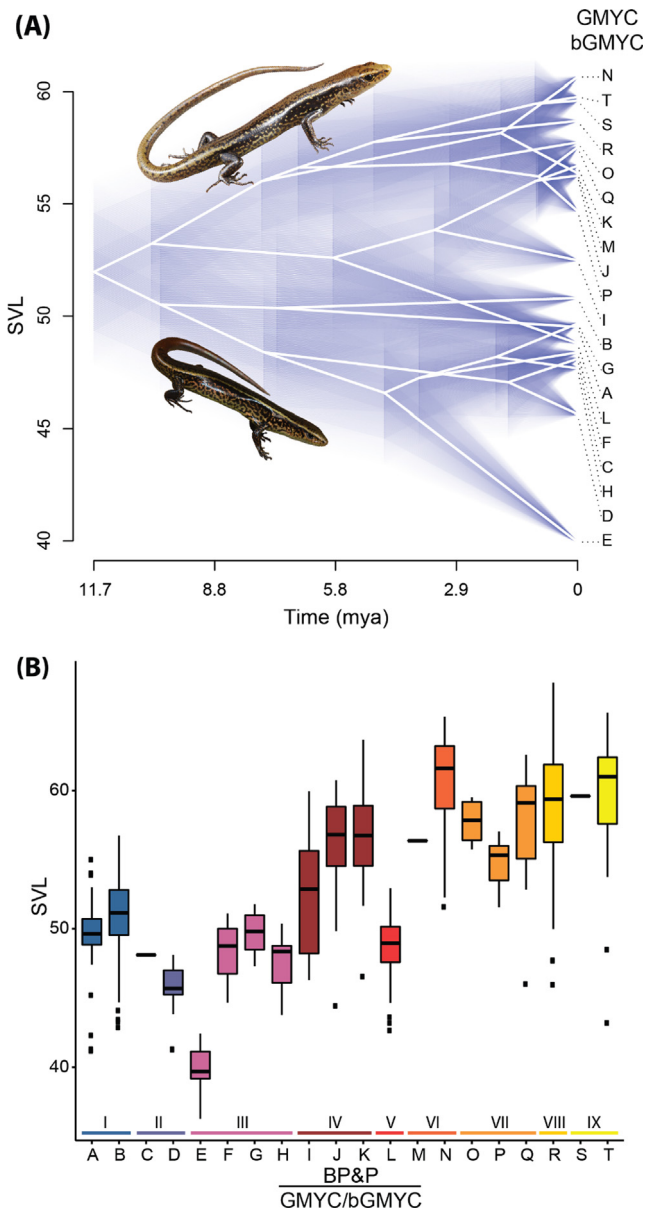 (A)
GMYC
bGMYC
SVL
60
55
50
45
40
N
T
S
R
O
Q
K
M
J
P
I
B
G
A
L
F
C
H
D
E
11.7 8.8 5.8 2.9 0
Time (mya)
(B)
SVL
60
50
40
I II III IV V VI VII VIII IX
A B C D E F G H I J K L M N O P Q R S T
BP&P
GMYC/bGMYC